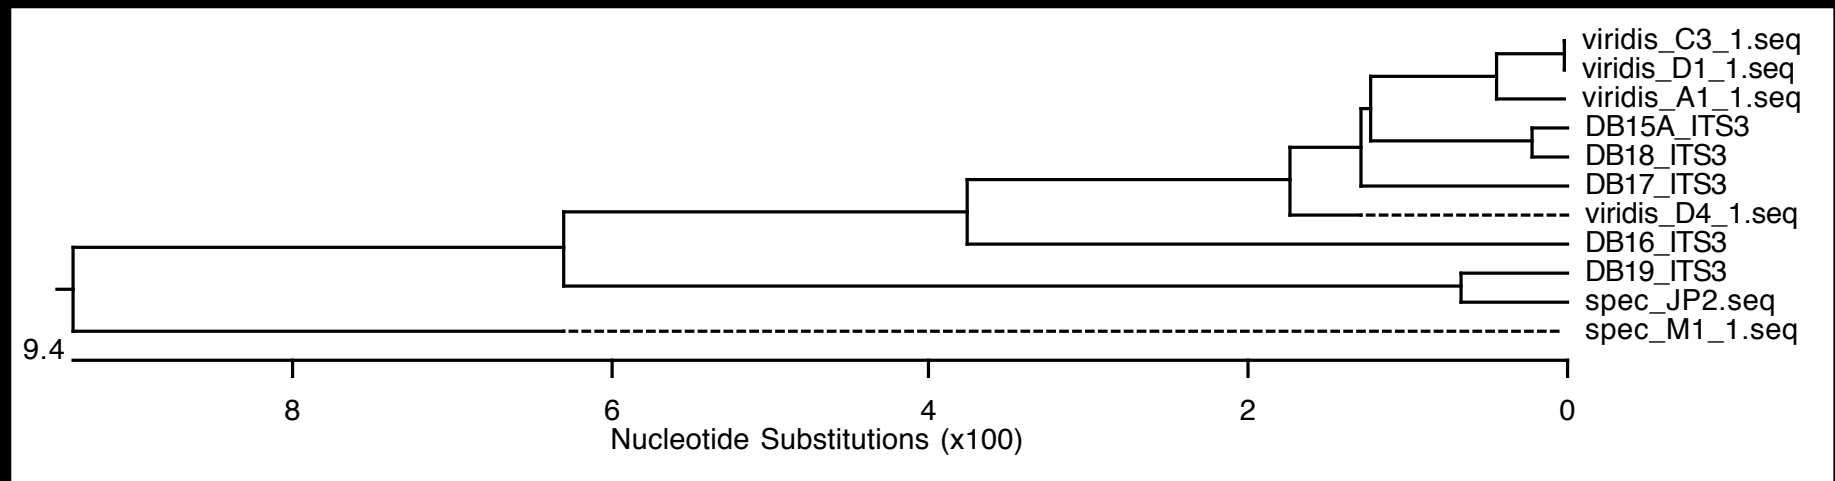 viridis_C3_1.seq
viridis_D1_1.seq
viridis_A1_1.seq
DB15A_ITS3
DB18_ITS3
DB17_ITS3
viridis_D4_1.seq
DB16_ITS3
DB19_ITS3
spec_JP2.seq
spec_M1_1.seq
9.4
8 6 4 2 0
Nucleotide Substitutions (x100)